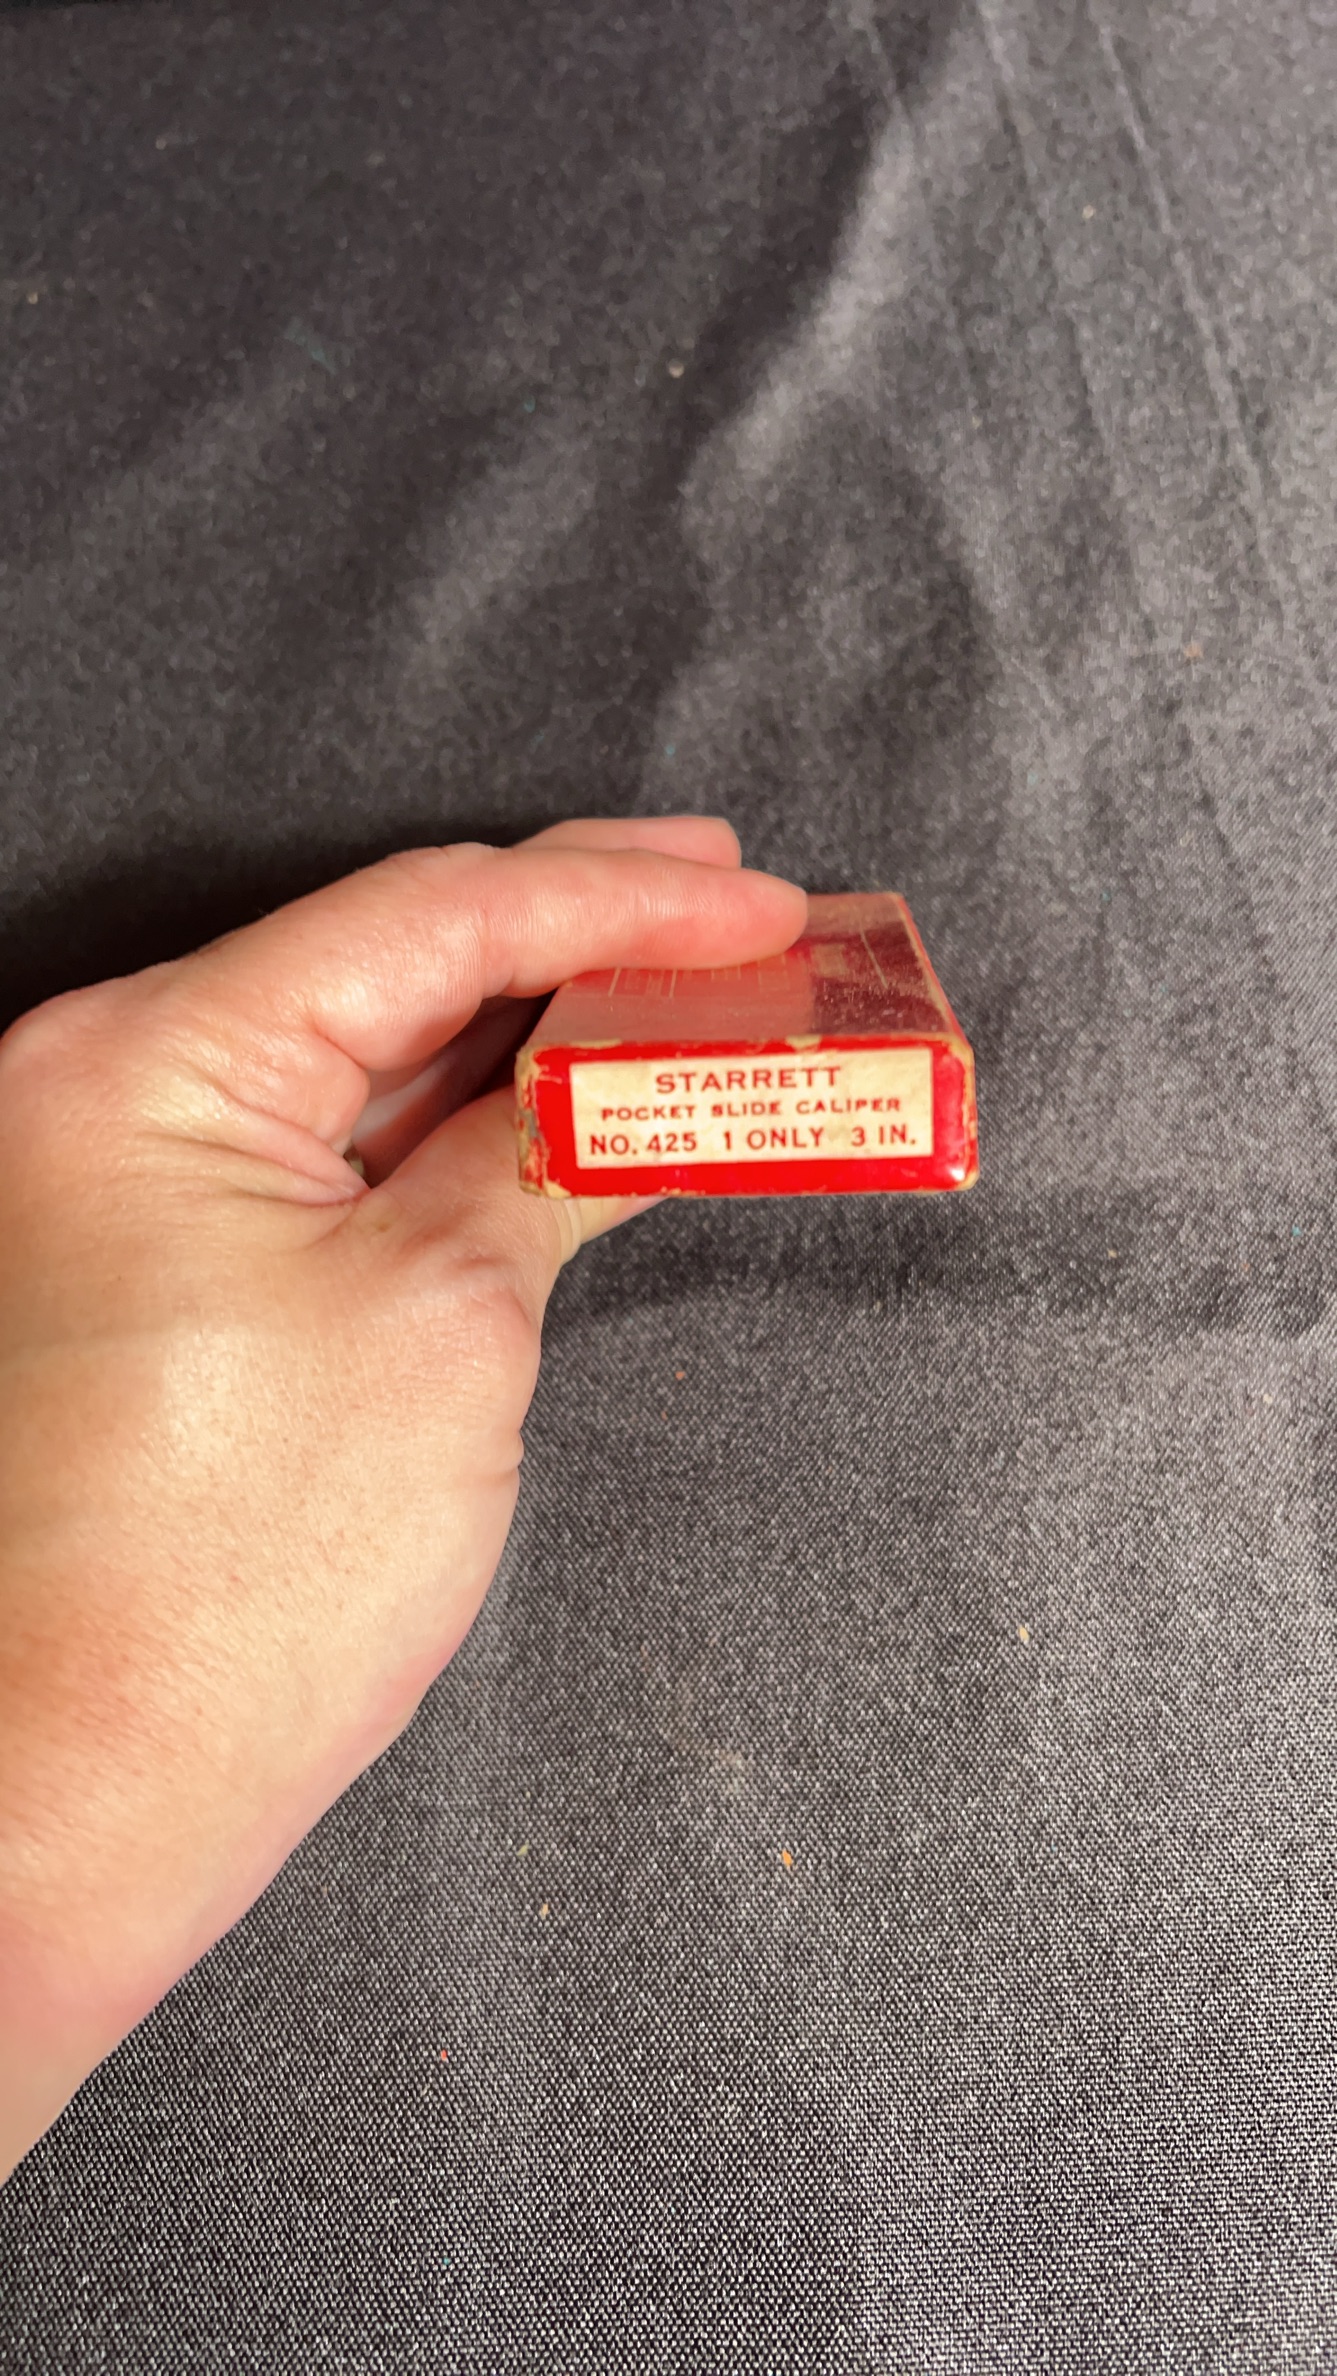 STARRETT
POCKET SLIDE CALIPER
NO. 425 1 ONLY 3 IN.